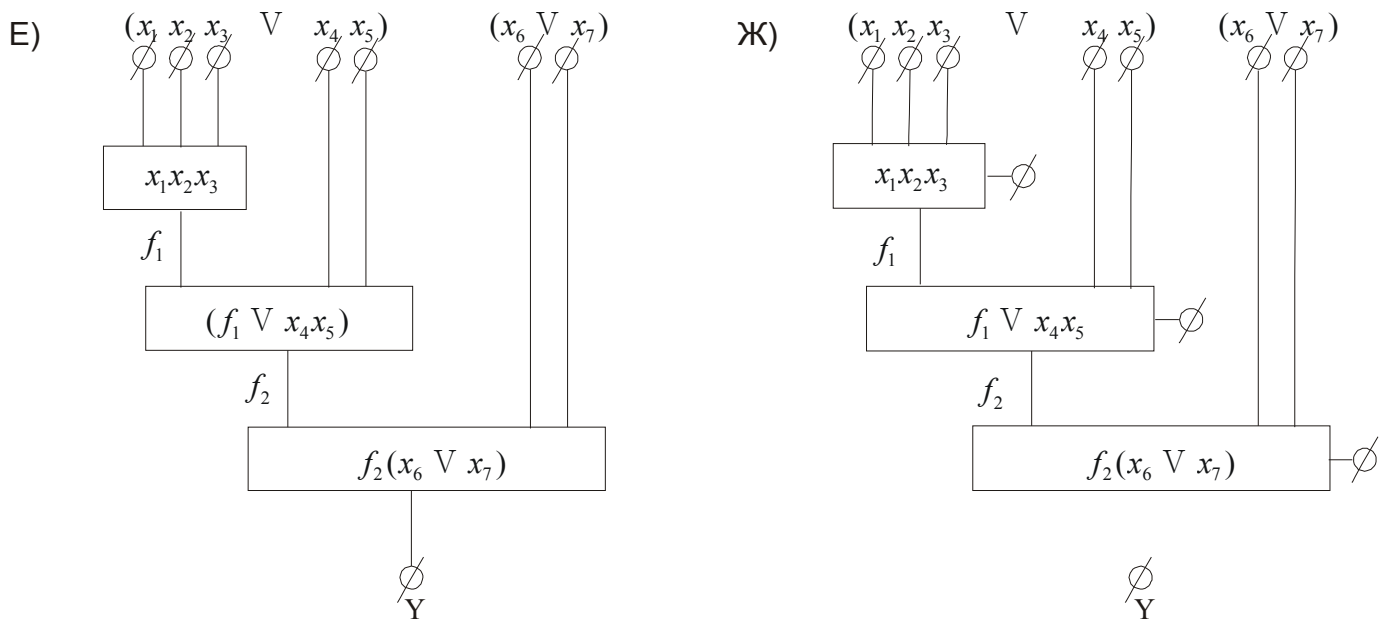 Е) (x₁ x₂ x₃ V x₄ x₅) (x₆ V x₇)
x₁x₂x₃
f₁
(f₁ V x₄x₅)
f₂
f₂(x₆ V x₇)
Y
Ж) (x₁ x₂ x₃ V x₄ x₅) (x₆ V x₇)
x₁x₂x₃
f₁
f₁ V x₄x₅
f₂
f₂(x₆ V x₇)
Y